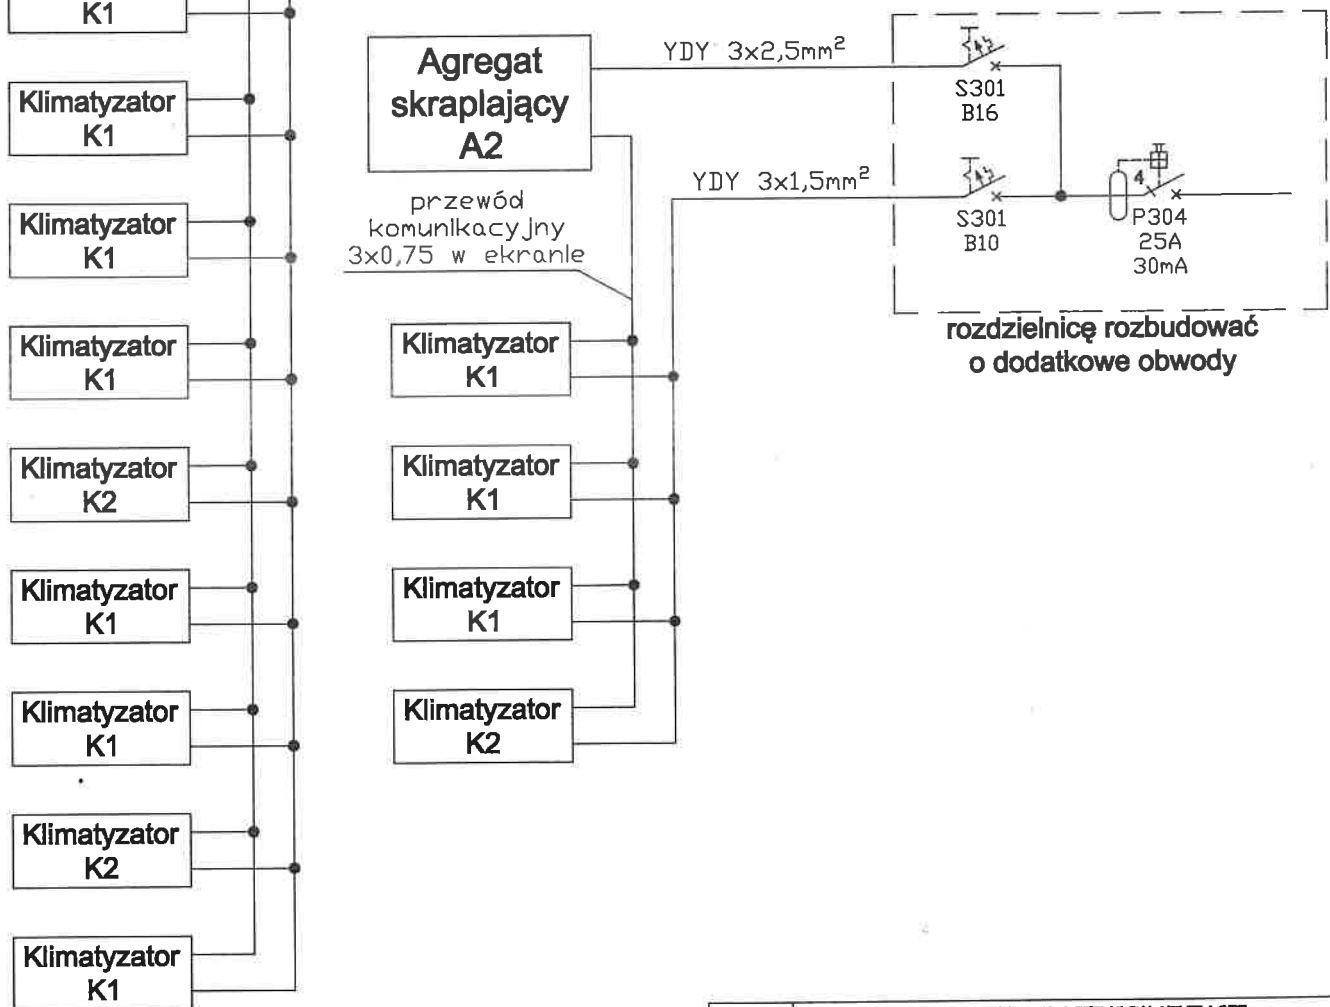 K1
Klimatyzator
K1
Klimatyzator
K1
Klimatyzator
K1
Klimatyzator
K2
Klimatyzator
K1
Klimatyzator
K1
Klimatyzator
K2
Klimatyzator
K1
Agregat
skraplający
A2
przewód
komunikacyjny
3x0,75 w ekranie
Klimatyzator
K1
Klimatyzator
K1
Klimatyzator
K1
Klimatyzator
K2
YDY 3x2,5mm²
YDY 3x1,5mm²
S301
B16
S301
B10
4
P304
25A
30mA
rozdzielnicę rozbudować
o dodatkowe obwody